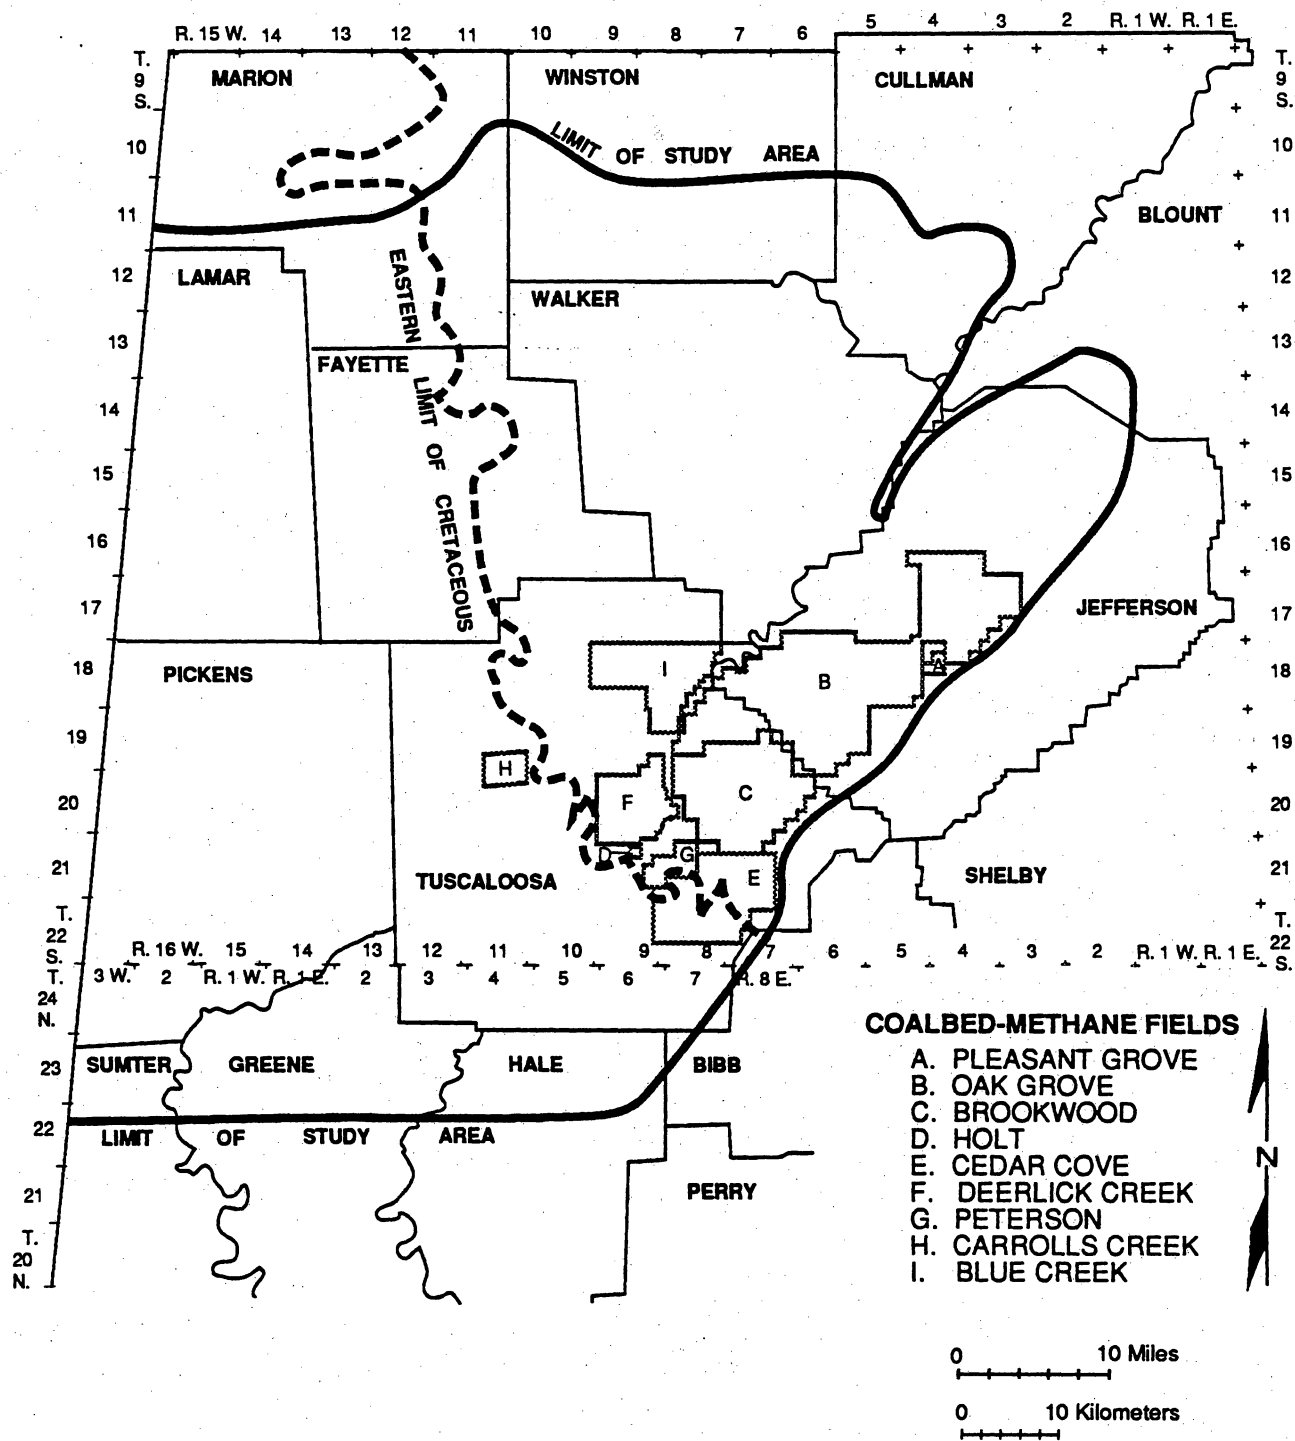 R. 15 W. 14 13 12 11 10 9 8 7 6 5 4 3 2 R. 1 W. R. 1 E.
T.
9
S.
T.
9
S.
MARION
WINSTON
CULLMAN
10
LIMIT OF STUDY AREA
10
11
BLOUNT
11
12
LAMAR
WALKER
12
13
FAYETTE
13
EASTERN LIMIT OF CRETACEOUS
14
14
15
15
16
16
17
JEFFERSON
17
18
PICKENS
I
B
A
18
19
19
H
20
F
C
20
D
G
21
TUSCALOOSA
E
SHELBY
21
T.
22
S.
T.
22
S.
R. 16 W. 15 14 13 12 11 10 9 8 7 6 5 4 3 2 R. 1 W. R. 1 E.
T.
24
N.
3 W. 2 R. 1 W. R. 1 E. 2 3 4 5 6 7 R. 8 E.
COALBED-METHANE FIELDS
A. PLEASANT GROVE
B. OAK GROVE
C. BROOKWOOD
D. HOLT
E. CEDAR COVE
F. DEERLICK CREEK
G. PETERSON
H. CARROLLS CREEK
I. BLUE CREEK
N
23
SUMTER
GREENE
HALE
BIBB
22
LIMIT OF STUDY AREA
21
PERRY
T.
20
N.
0 10 Miles
0 10 Kilometers